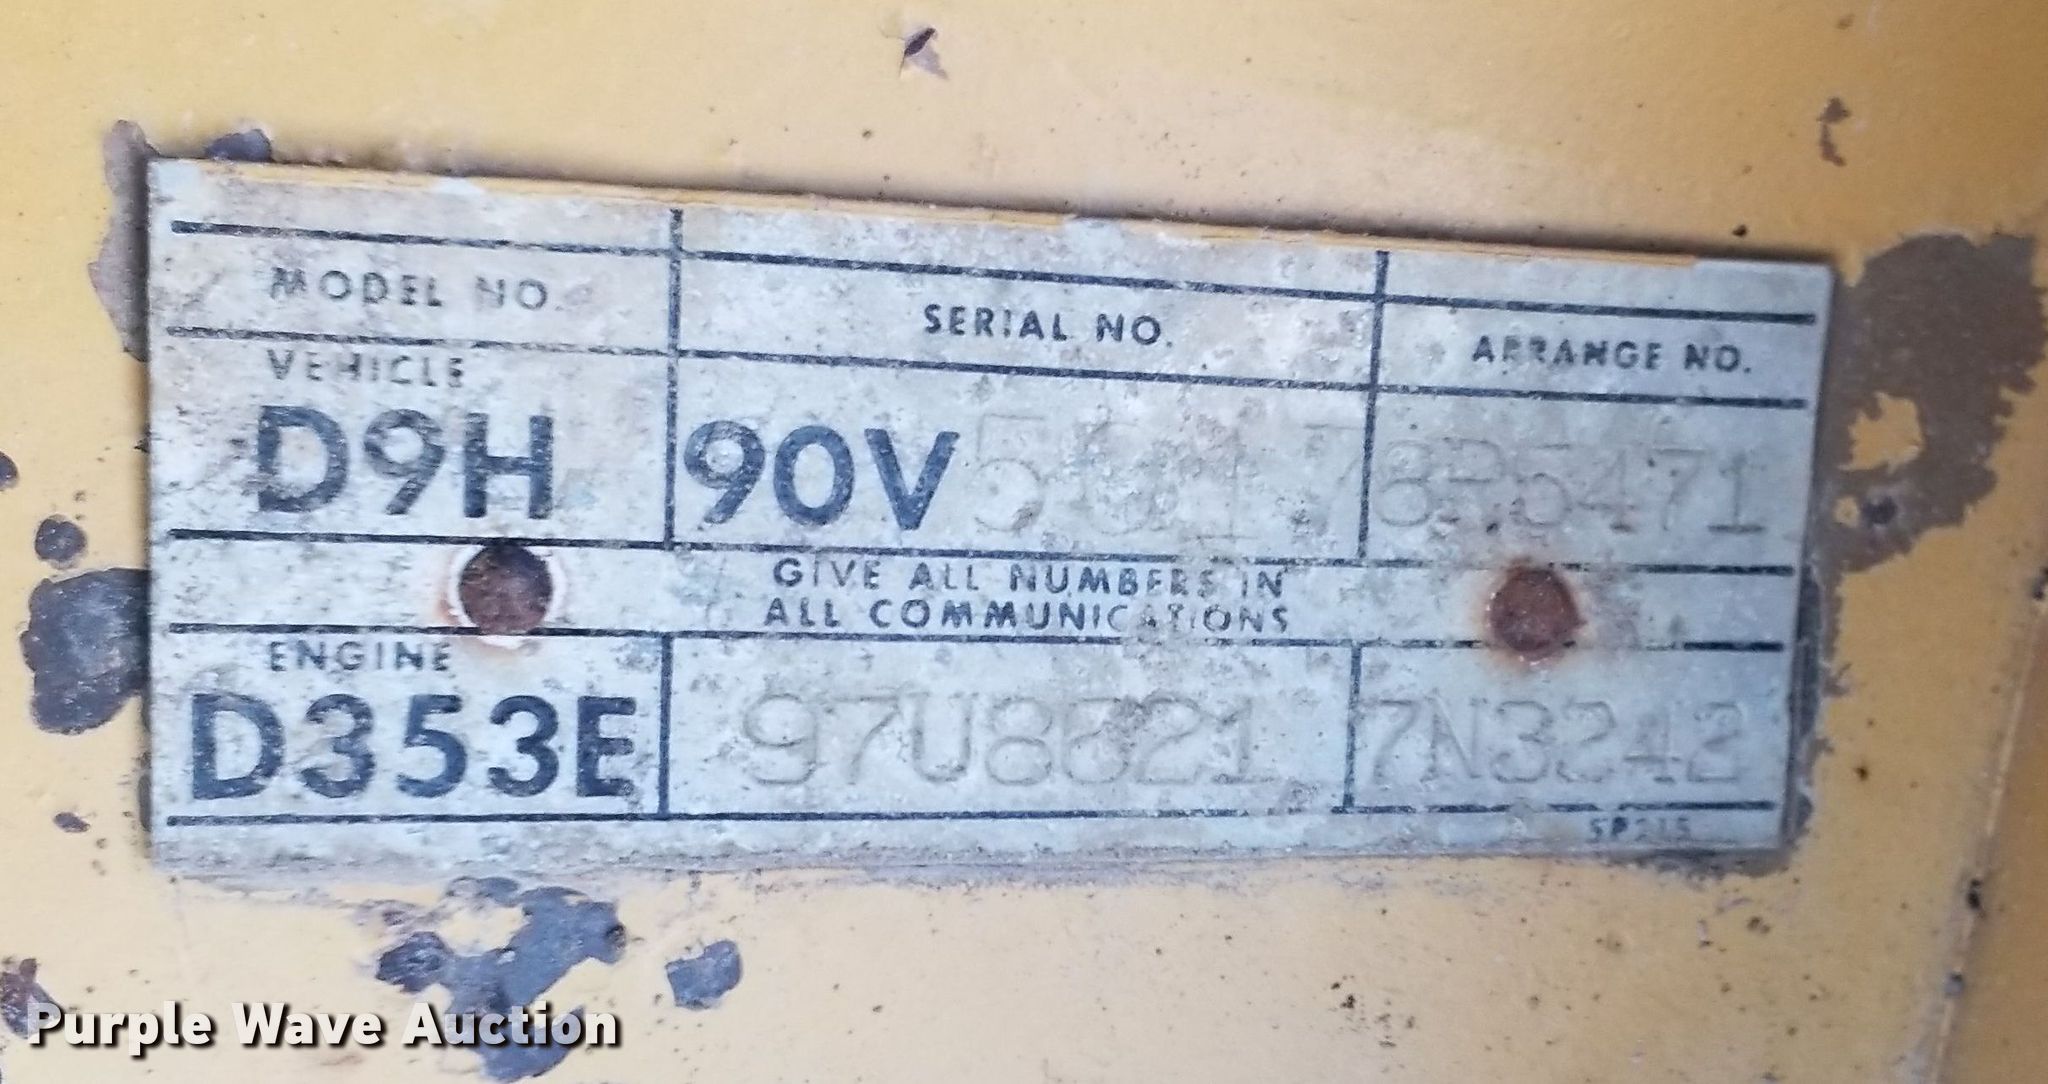 MODEL NO.
SERIAL NO.
ARRANGE NO.
VEHICLE
D9H
90V
GIVE ALL NUMBERS IN
ALL COMMUNICATIONS
ENGINE
D353E
7N3242
Purple Wave Auction